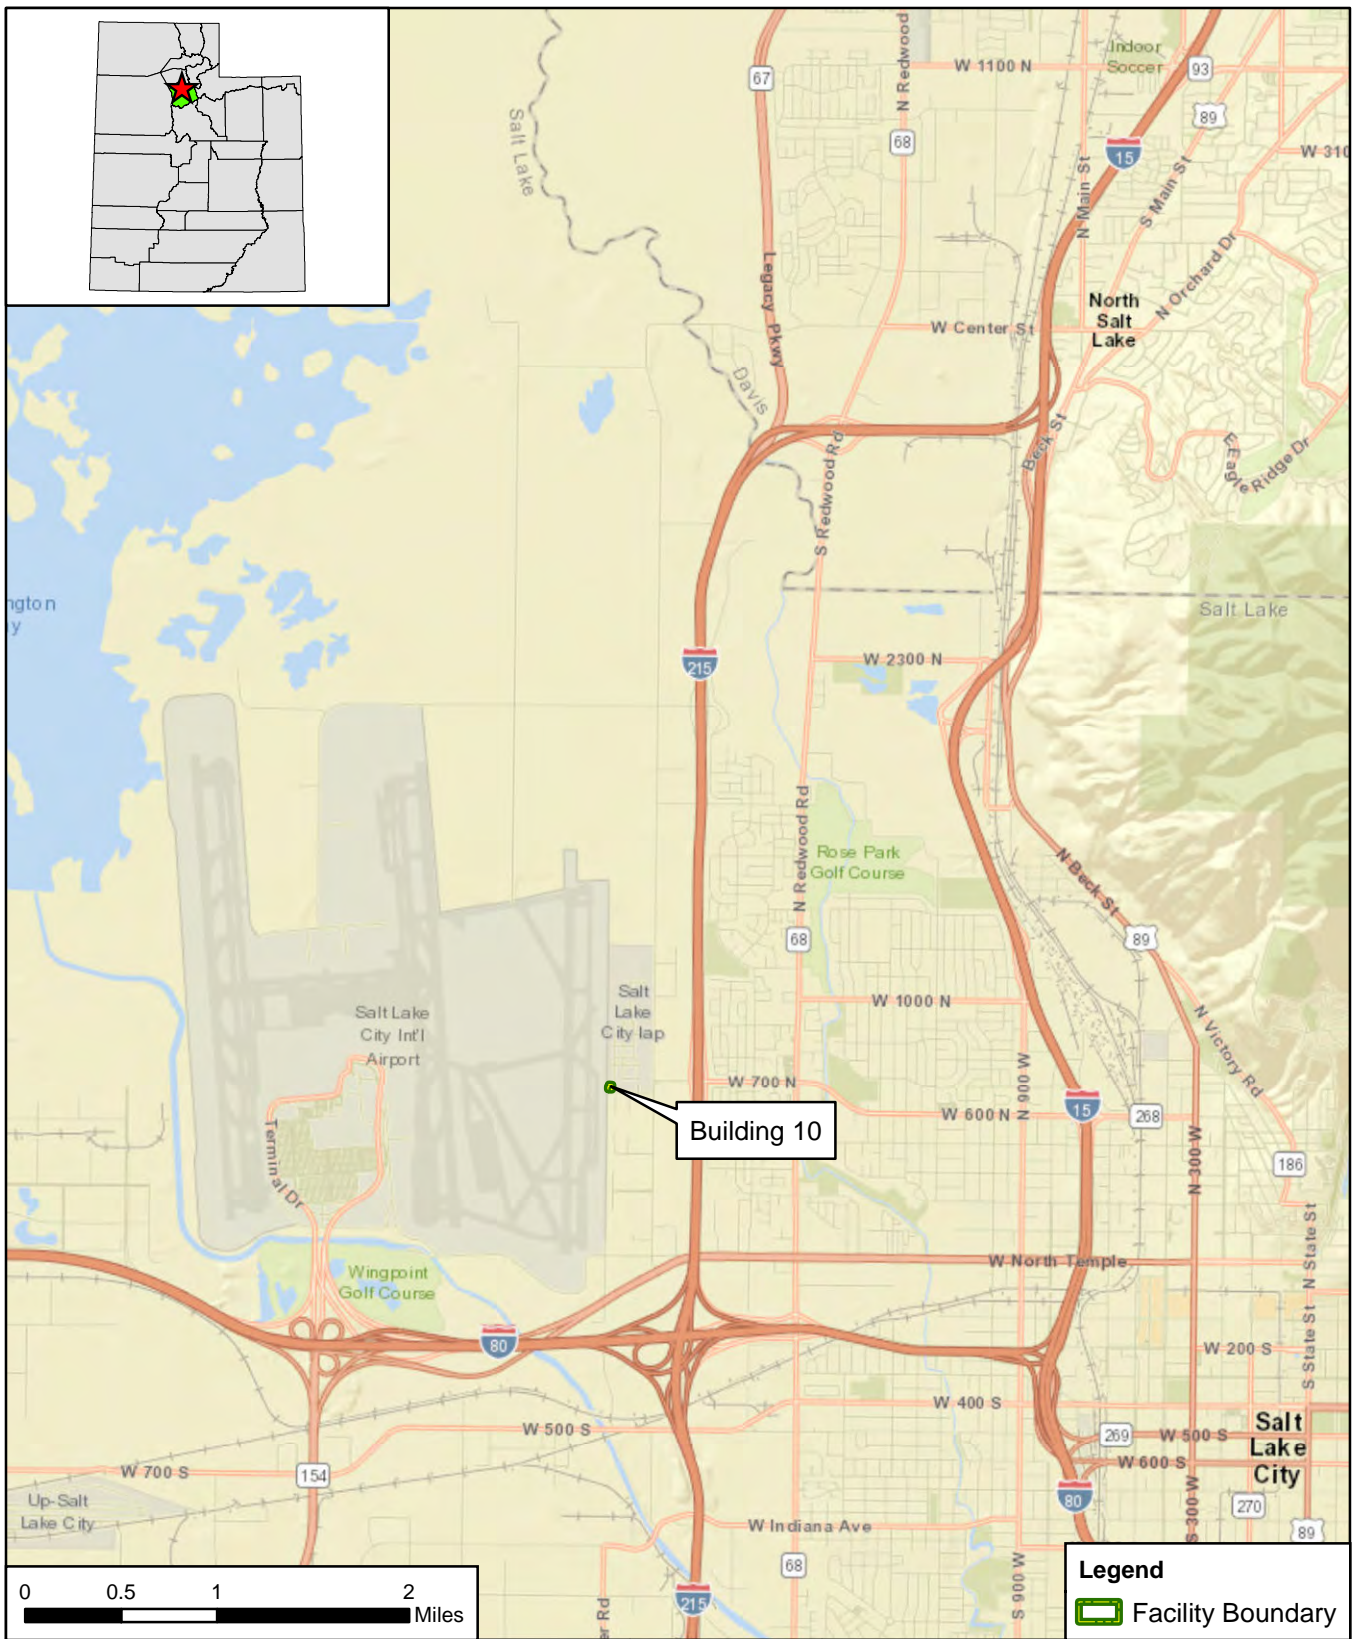 Indoor
Soccer
W 1100 N
N Redwood
67
93
89
68
15
W 310
Salt Lake
N Main St
S Main St
Legacy Pkwy
N Orchard Dr
North
Salt
Lake
W Center St
Davis
Beck St
E Eagle Ridge Dr
S Redwood Rd
ngton
y
Salt Lake
215
W 2300 N
N Redwood Rd
Rose Park
Golf Course
N Beck St
68
89
Salt
Lake
City Iap
W 1000 N
Salt Lake
City Int'l
Airport
N Victory Rd
W 700 N
N 900 W
15
W 600 N
268
Building 10
Terminal Dr
186
N 300 W
N State St
W North Temple
Wingpoint
Golf Course
80
W 200 S
S State St
W 400 S
W 500 S
269
W 500 S
Salt
Lake
City
W 600 S
W 700 S
154
80
270
Up-Salt
Lake City
W Indiana Ave
S 300 W
89
68
S 900 W
215
er Rd
0 0.5 1 2
Miles
Legend
Facility Boundary